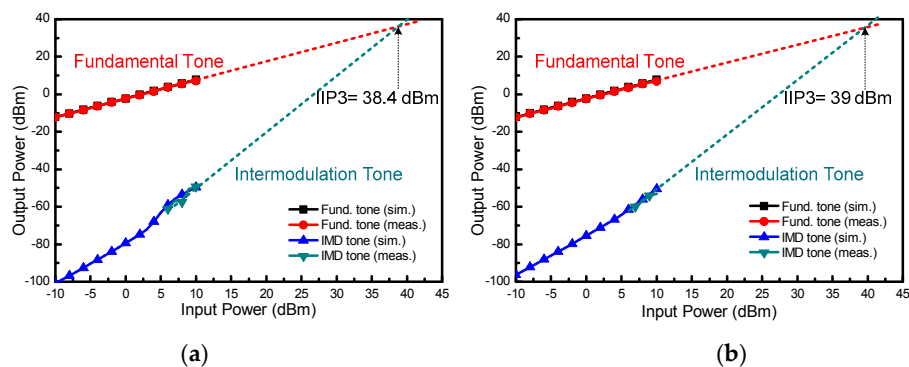 40
20
0
-20
-40
-60
-80
-100
Output Power (dBm)
Fundamental Tone
IIP3= 38.4 dBm
Intermodulation Tone
Fund. tone (sim.)
Fund. tone (meas.)
IMD tone (sim.)
IMD tone (meas.)
-10 -5 0 5 10 15 20 25 30 35 40 45
Input Power (dBm)
(a)
40
20
0
-20
-40
-60
-80
-100
Output Power (dBm)
Fundamental Tone
IIP3= 39 dBm
Intermodulation Tone
Fund. tone (sim.)
Fund. tone (meas.)
IMD tone (sim.)
IMD tone (meas.)
-10 -5 0 5 10 15 20 25 30 35 40 45
Input Power (dBm)
(b)